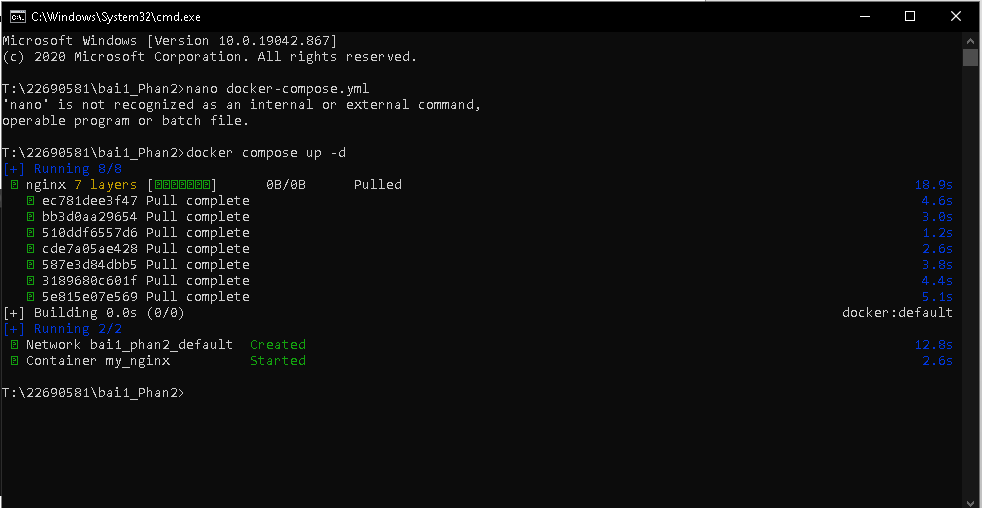 C:\Windows\System32\cmd.exe
Microsoft Windows [Version 10.0.19042.867]
(c) 2020 Microsoft Corporation. All rights reserved.
T:\22690581\bai1_Phan2>nano docker-compose.yml
'nano' is not recognized as an internal or external command,
operable program or batch file.
T:\22690581\bai1_Phan2>docker compose up -d
[+] Running 8/8
nginx 7 layers [⣿⣿⣿⣿⣿⣿⣿] 0B/0B Pulled 18.9s
ec781dee3f47 Pull complete 4.6s
bb3d0aa29654 Pull complete 3.0s
510ddf6557d6 Pull complete 1.2s
cde7a05ae428 Pull complete 2.6s
587e3d84dbb5 Pull complete 3.8s
3189680c601f Pull complete 4.4s
5e815e07e569 Pull complete 5.1s
[+] Building 0.0s (0/0) docker:default
[+] Running 2/2
Network bai1_phan2_default Created 12.8s
Container my_nginx Started 2.6s
T:\22690581\bai1_Phan2>